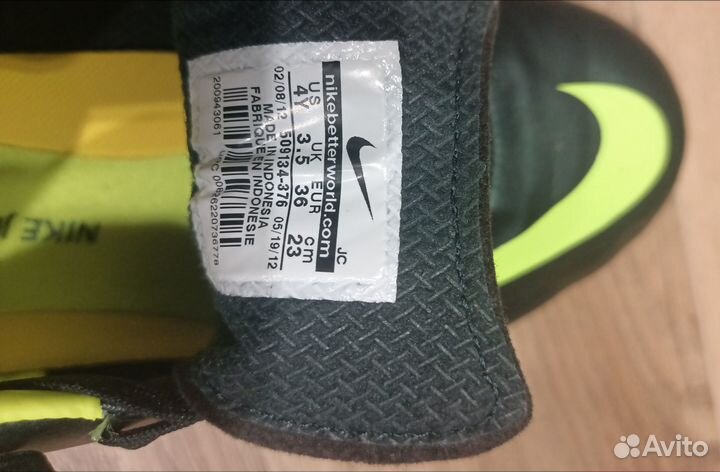 nikebetterworld.com
JC
US UK EUR cm
4Y 3.5 36 23
02/08/12 509134-376 05/19/12
MADE IN INDONESIA
FABRIQUE EN INDONESIE
200943061
NIKE
Avito